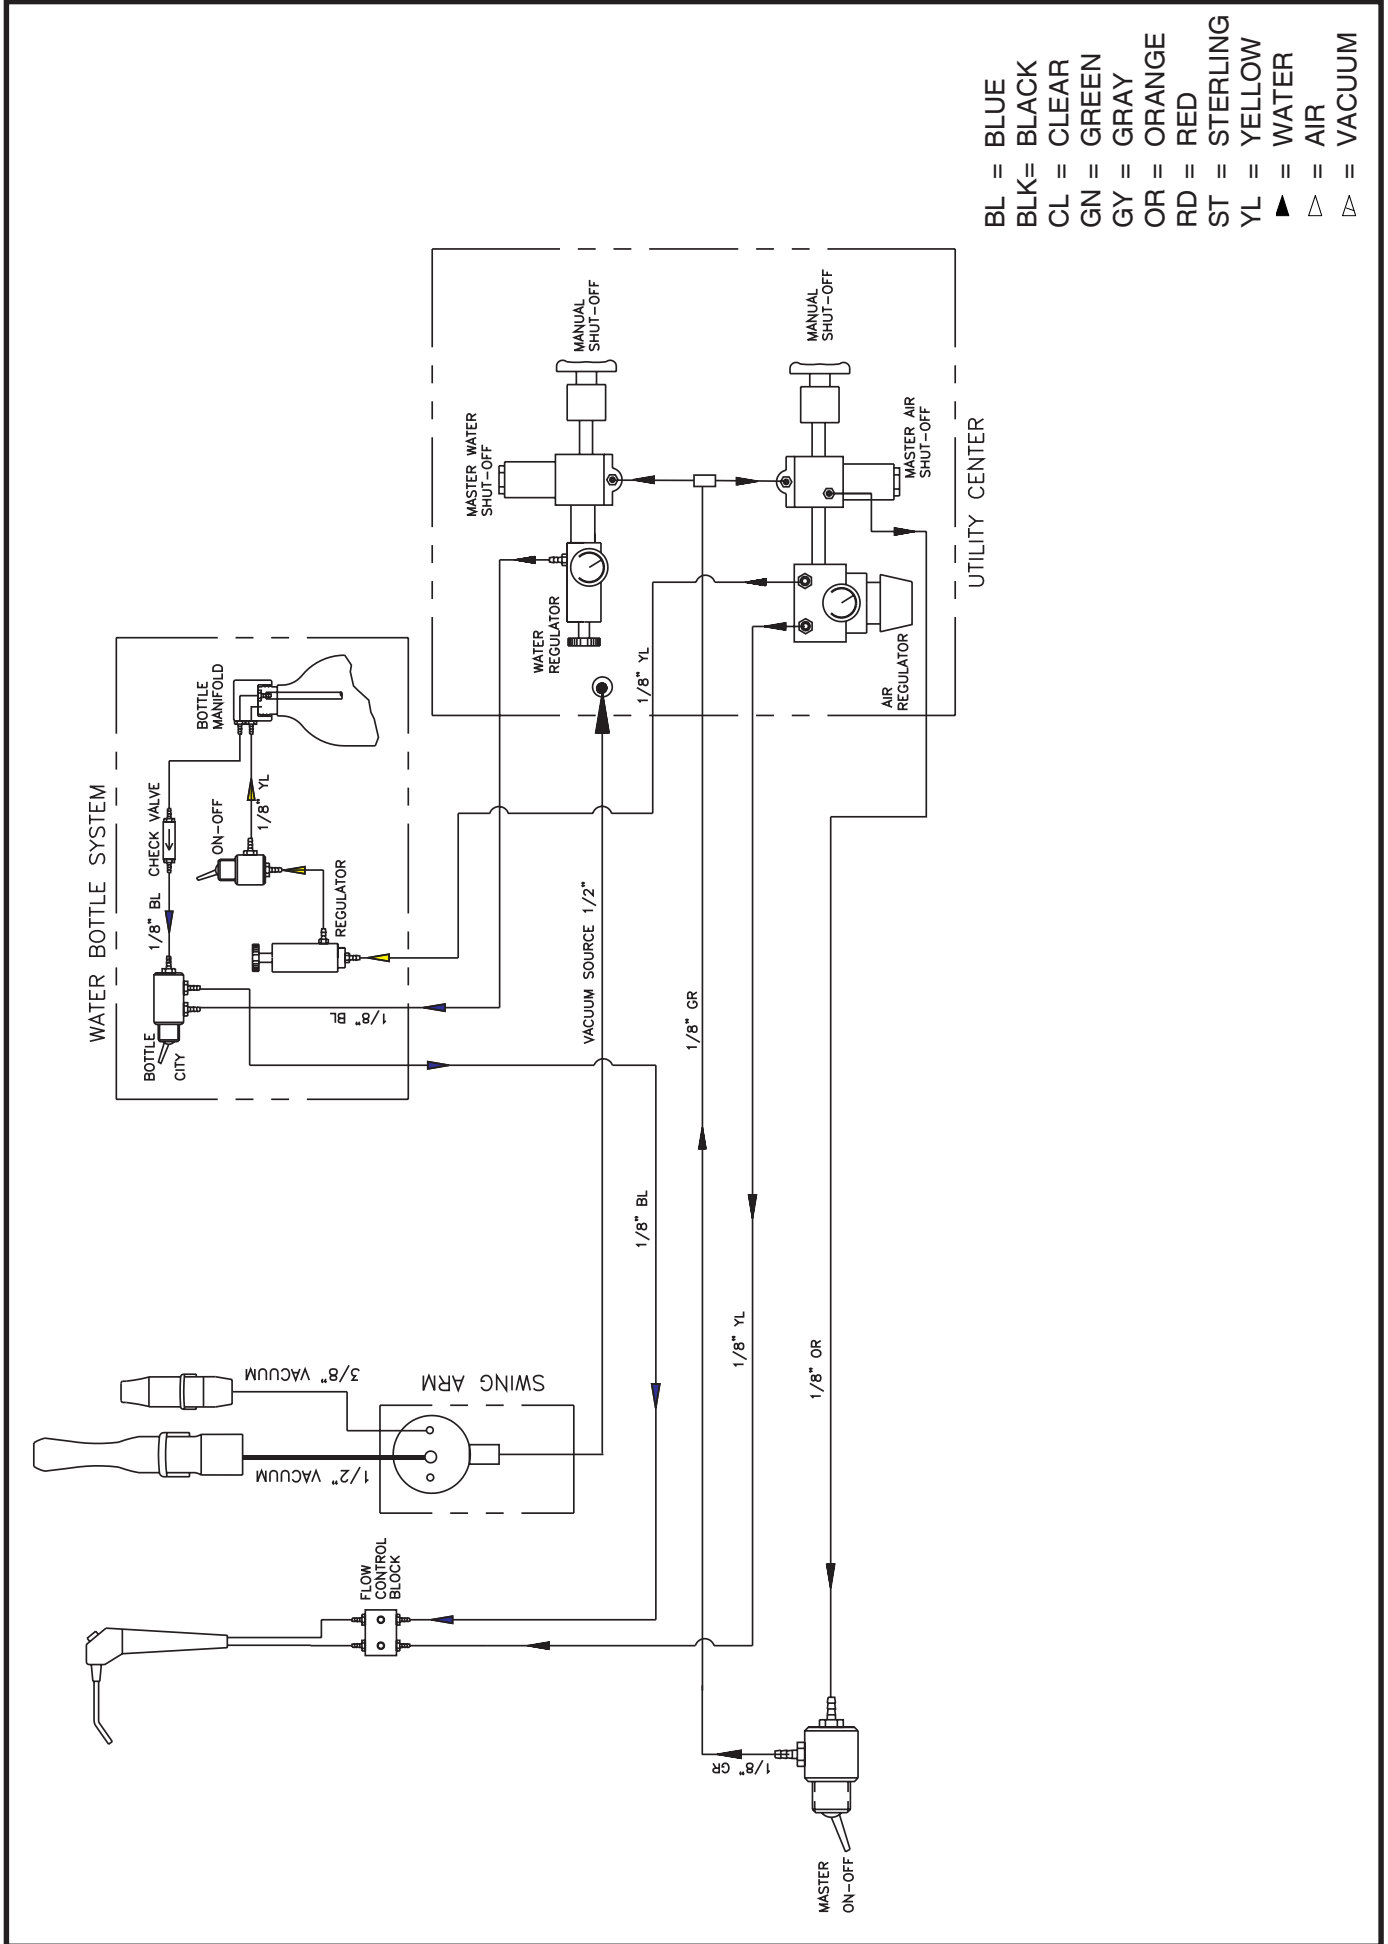 WATER BOTTLE SYSTEM
BOTTLE
CITY
1/8" BL
CHECK VALVE
BOTTLE
MANIFOLD
ON-OFF
1/8" YL
REGULATOR
1/8" BL
3/8" VACUUM
1/2" VACUUM
SWING ARM
FLOW
CONTROL
BLOCK
VACUUM SOURCE 1/2"
1/8" BL
1/8" GR
1/8" YL
1/8" OR
1/8" GR
MASTER
ON-OFF
MASTER WATER
SHUT-OFF
MANUAL
SHUT-OFF
WATER
REGULATOR
1/8" YL
MANUAL
SHUT-OFF
MASTER AIR
SHUT-OFF
AIR
REGULATOR
UTILITY CENTER
BL = BLUE
BLK= BLACK
CL = CLEAR
GN = GREEN
GY = GRAY
OR = ORANGE
RD = RED
ST = STERLING
YL = YELLOW
= WATER
= AIR
= VACUUM